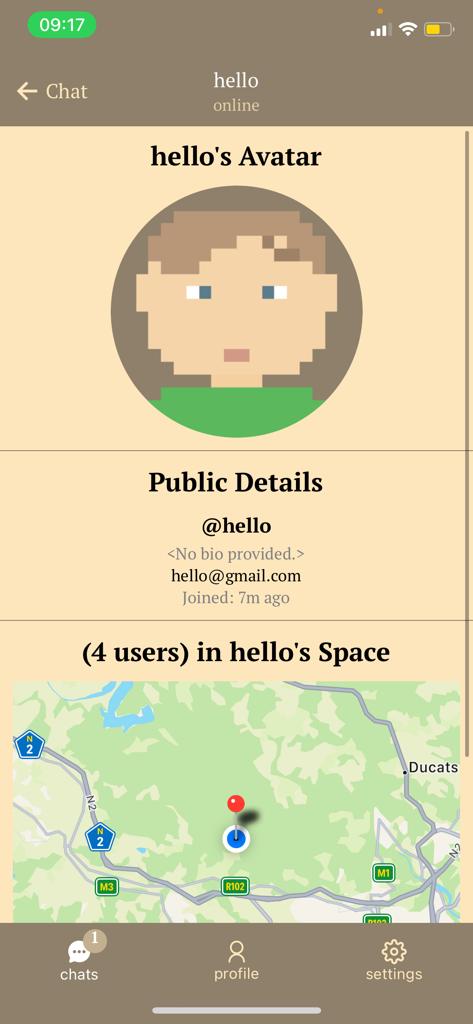 09:17
Chat
hello
online
hello's Avatar
Public Details
@hello
<No bio provided.>
hello@gmail.com
Joined: 7m ago
(4 users) in hello's Space
N
2
Ducats
N2
N
2
N2
M1
M3
R102
R102
1
chats
profile
settings